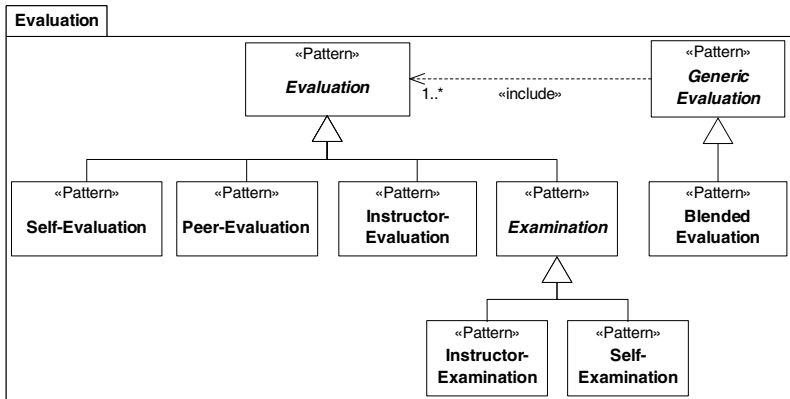 Evaluation
«Pattern»
Evaluation
1..*
«include»
«Pattern»
Generic
Evaluation
«Pattern»
Self-Evaluation
«Pattern»
Peer-Evaluation
«Pattern»
Instructor-
Evaluation
«Pattern»
Examination
«Pattern»
Blended
Evaluation
«Pattern»
Instructor-
Examination
«Pattern»
Self-
Examination